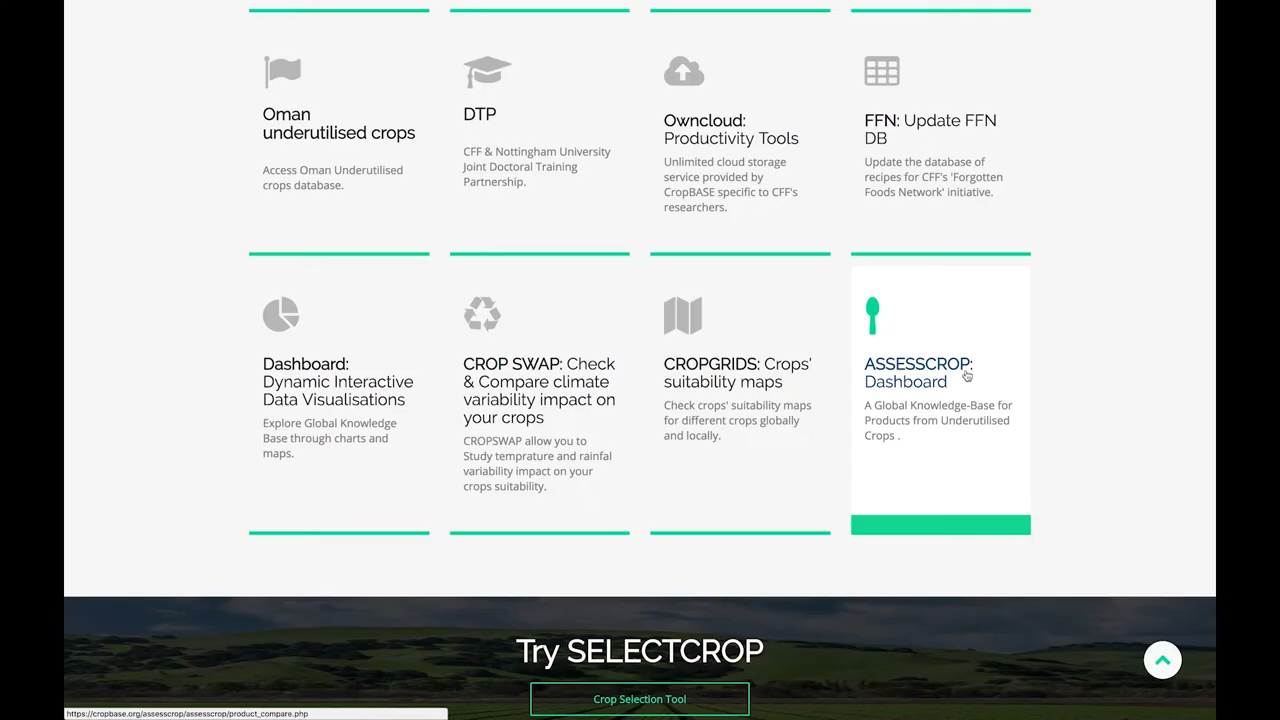 Oman
underutilised crops
Access Oman Underutilised
crops database.
DTP
CFF & Nottingham University
Joint Doctoral Training
Partnership.
Owncloud:
Productivity Tools
Unlimited cloud storage
service provided by
CropBASE specific to CFF's
researchers.
FFN: Update FFN
DB
Update the database of
recipes for CFF's 'Forgotten
Foods Network' initiative.
Dashboard:
Dynamic Interactive
Data Visualisations
Explore Global Knowledge
Base through charts and
maps.
CROP SWAP: Check
& Compare climate
variability impact on
your crops
CROPSWAP allow you to
Study temprature and rainfal
variability impact on your
crops suitability.
CROPGRIDS: Crops'
suitability maps
Check crops' suitability maps
for different crops globally
and locally.
ASSESSCROP:
Dashboard
A Global Knowledge-Base for
Products from Underutilised
Crops .
Try SELECTCROP
Crop Selection Tool
https://cropbase.org/assesscrop/assesscrop/product_compare.php